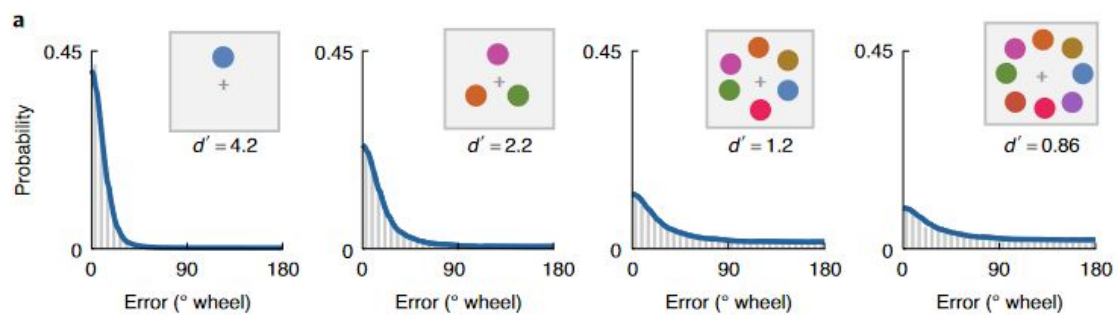 a
0.45 0.45 0.45 0.45
d′ = 4.2 d′ = 2.2 d′ = 1.2 d′ = 0.86
Probability
0 0 0 0
0 90 180 0 90 180 0 90 180 0 90 180
Error (° wheel) Error (° wheel) Error (° wheel) Error (° wheel)